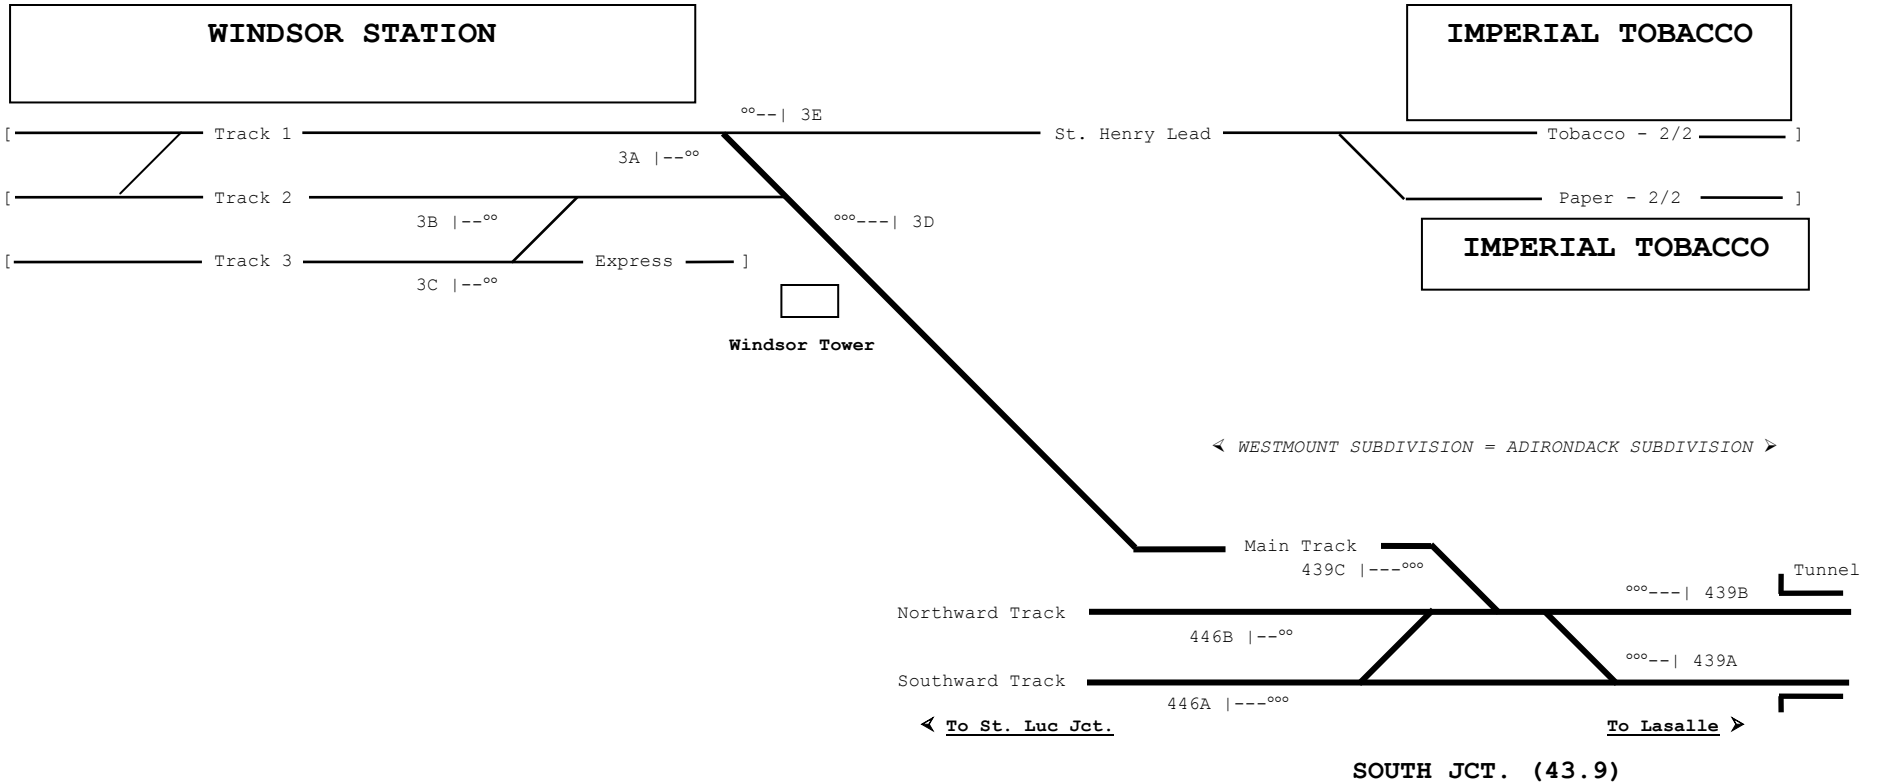 WINDSOR STATION
IMPERIAL TOBACCO
°°--| 3E
[ Track 1 St. Henry Lead Tobacco - 2/2 ]
3A |--°°
[ Track 2 Paper - 2/2 ]
3B |--°° °°°---| 3D
IMPERIAL TOBACCO
[ Track 3 Express ]
3C |--°°
Windsor Tower
⮜ WESTMOUNT SUBDIVISION = ADIRONDACK SUBDIVISION ⮞
Main Track
439C |---°°° Tunnel
°°°---| 439B
Northward Track
446B |--°°
°°°--| 439A
Southward Track
446A |---°°°
⮜ To St. Luc Jct. To Lasalle ⮞
SOUTH JCT. (43.9)